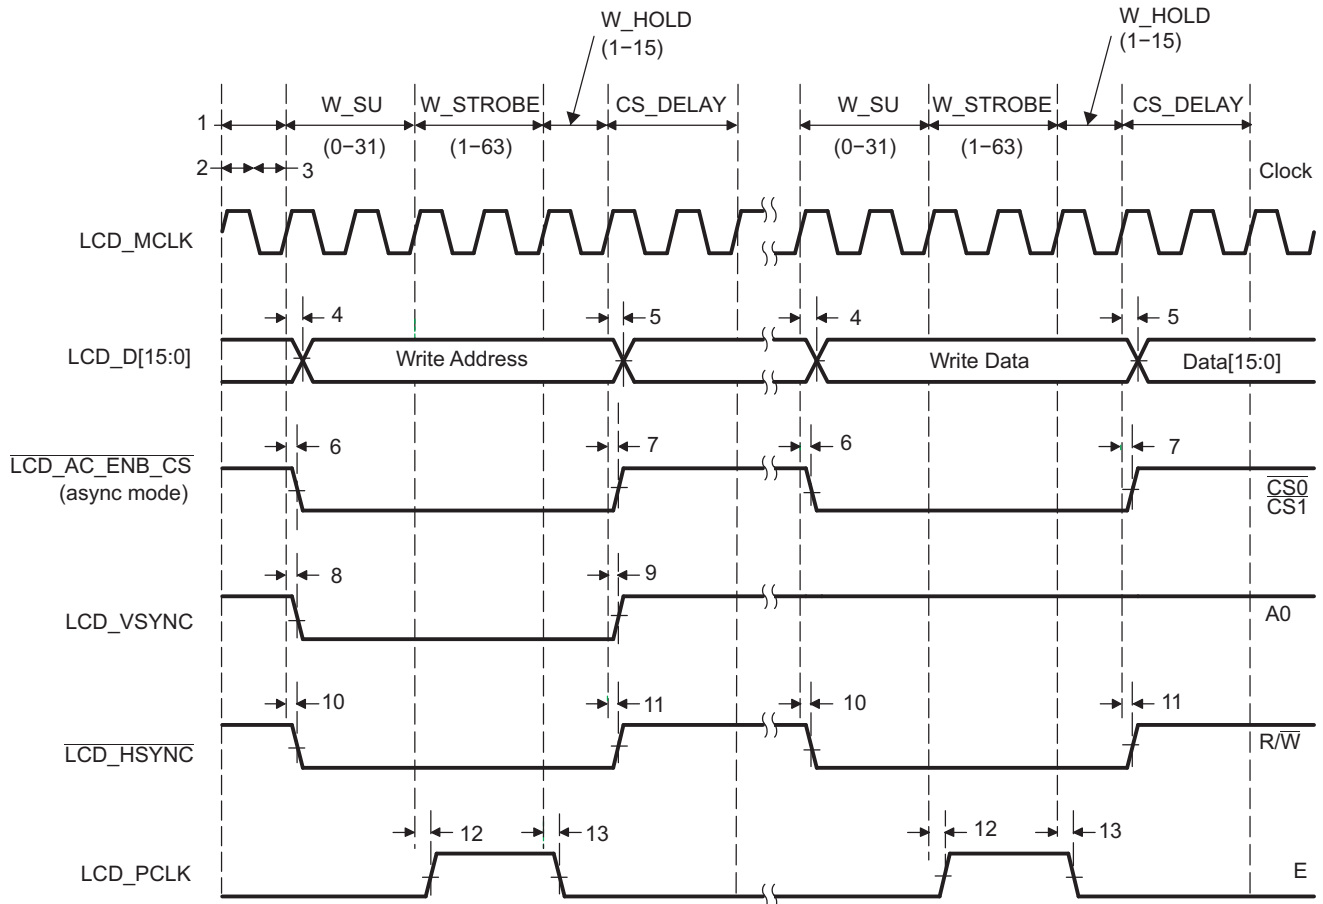 W_HOLD
(1−15)
W_HOLD
(1−15)
W_SU
W_STROBE
CS_DELAY
W_SU
W_STROBE
CS_DELAY
1
(0−31)
(1−63)
(0−31)
(1−63)
2
3
Clock
LCD_MCLK
4
5
4
5
LCD_D[15:0]
Write Address
Write Data
Data[15:0]
6
7
6
7
LCD_AC_ENB_CS
(async mode)
CS0
CS1
8
9
LCD_VSYNC
A0
10
11
10
11
LCD_HSYNC
R/W
12
13
12
13
LCD_PCLK
E